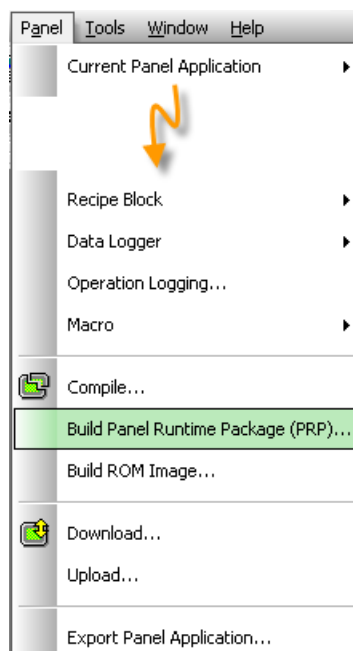 Panel Tools Window Help
Current Panel Application
Recipe Block
Data Logger
Operation Logging...
Macro
Compile...
Build Panel Runtime Package (PRP)...
Build ROM Image...
Download...
Upload...
Export Panel Application...